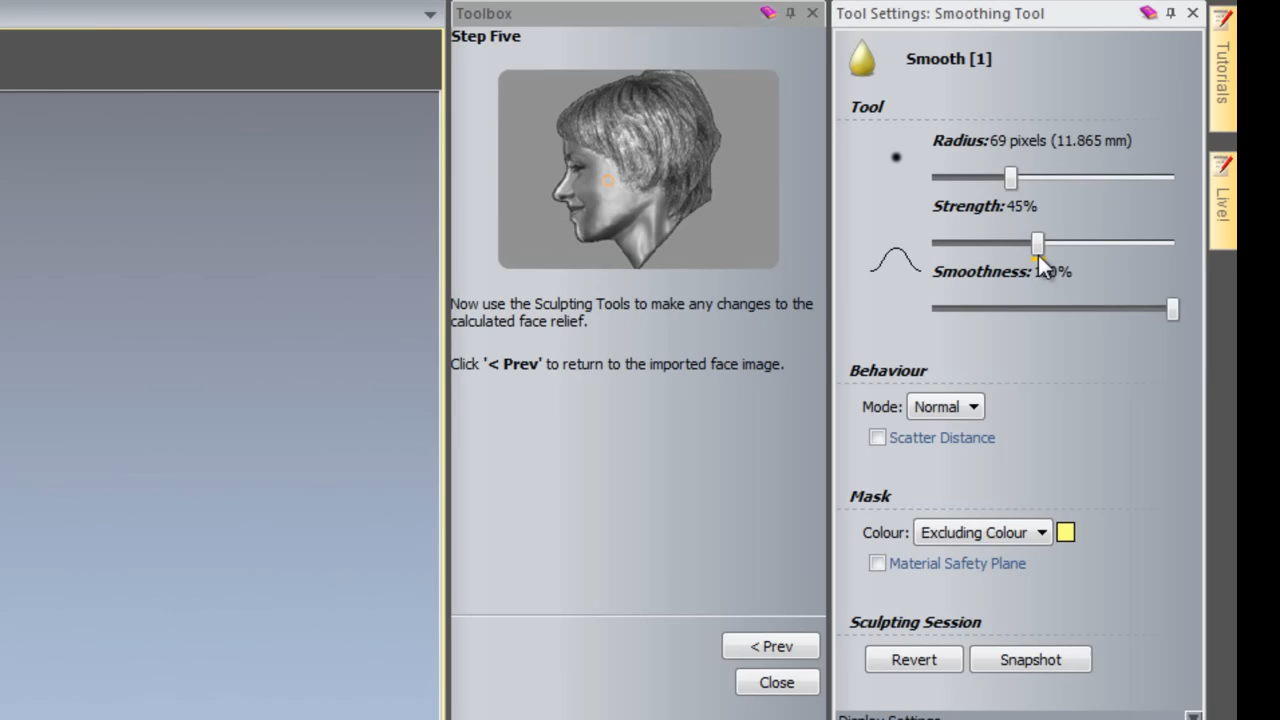 Toolbox
Step Five
Now use the Sculpting Tools to make any changes to the
calculated face relief.
Click '< Prev' to return to the imported face image.
< Prev
Close
Tool Settings: Smoothing Tool
Smooth [1]
Tool
Radius: 69 pixels (11.865 mm)
Strength: 45%
Smoothness:
Behaviour
Mode: Normal
Scatter Distance
Mask
Colour: Excluding Colour
Material Safety Plane
Sculpting Session
Revert Snapshot
Display Settings
Tutorials
Live!